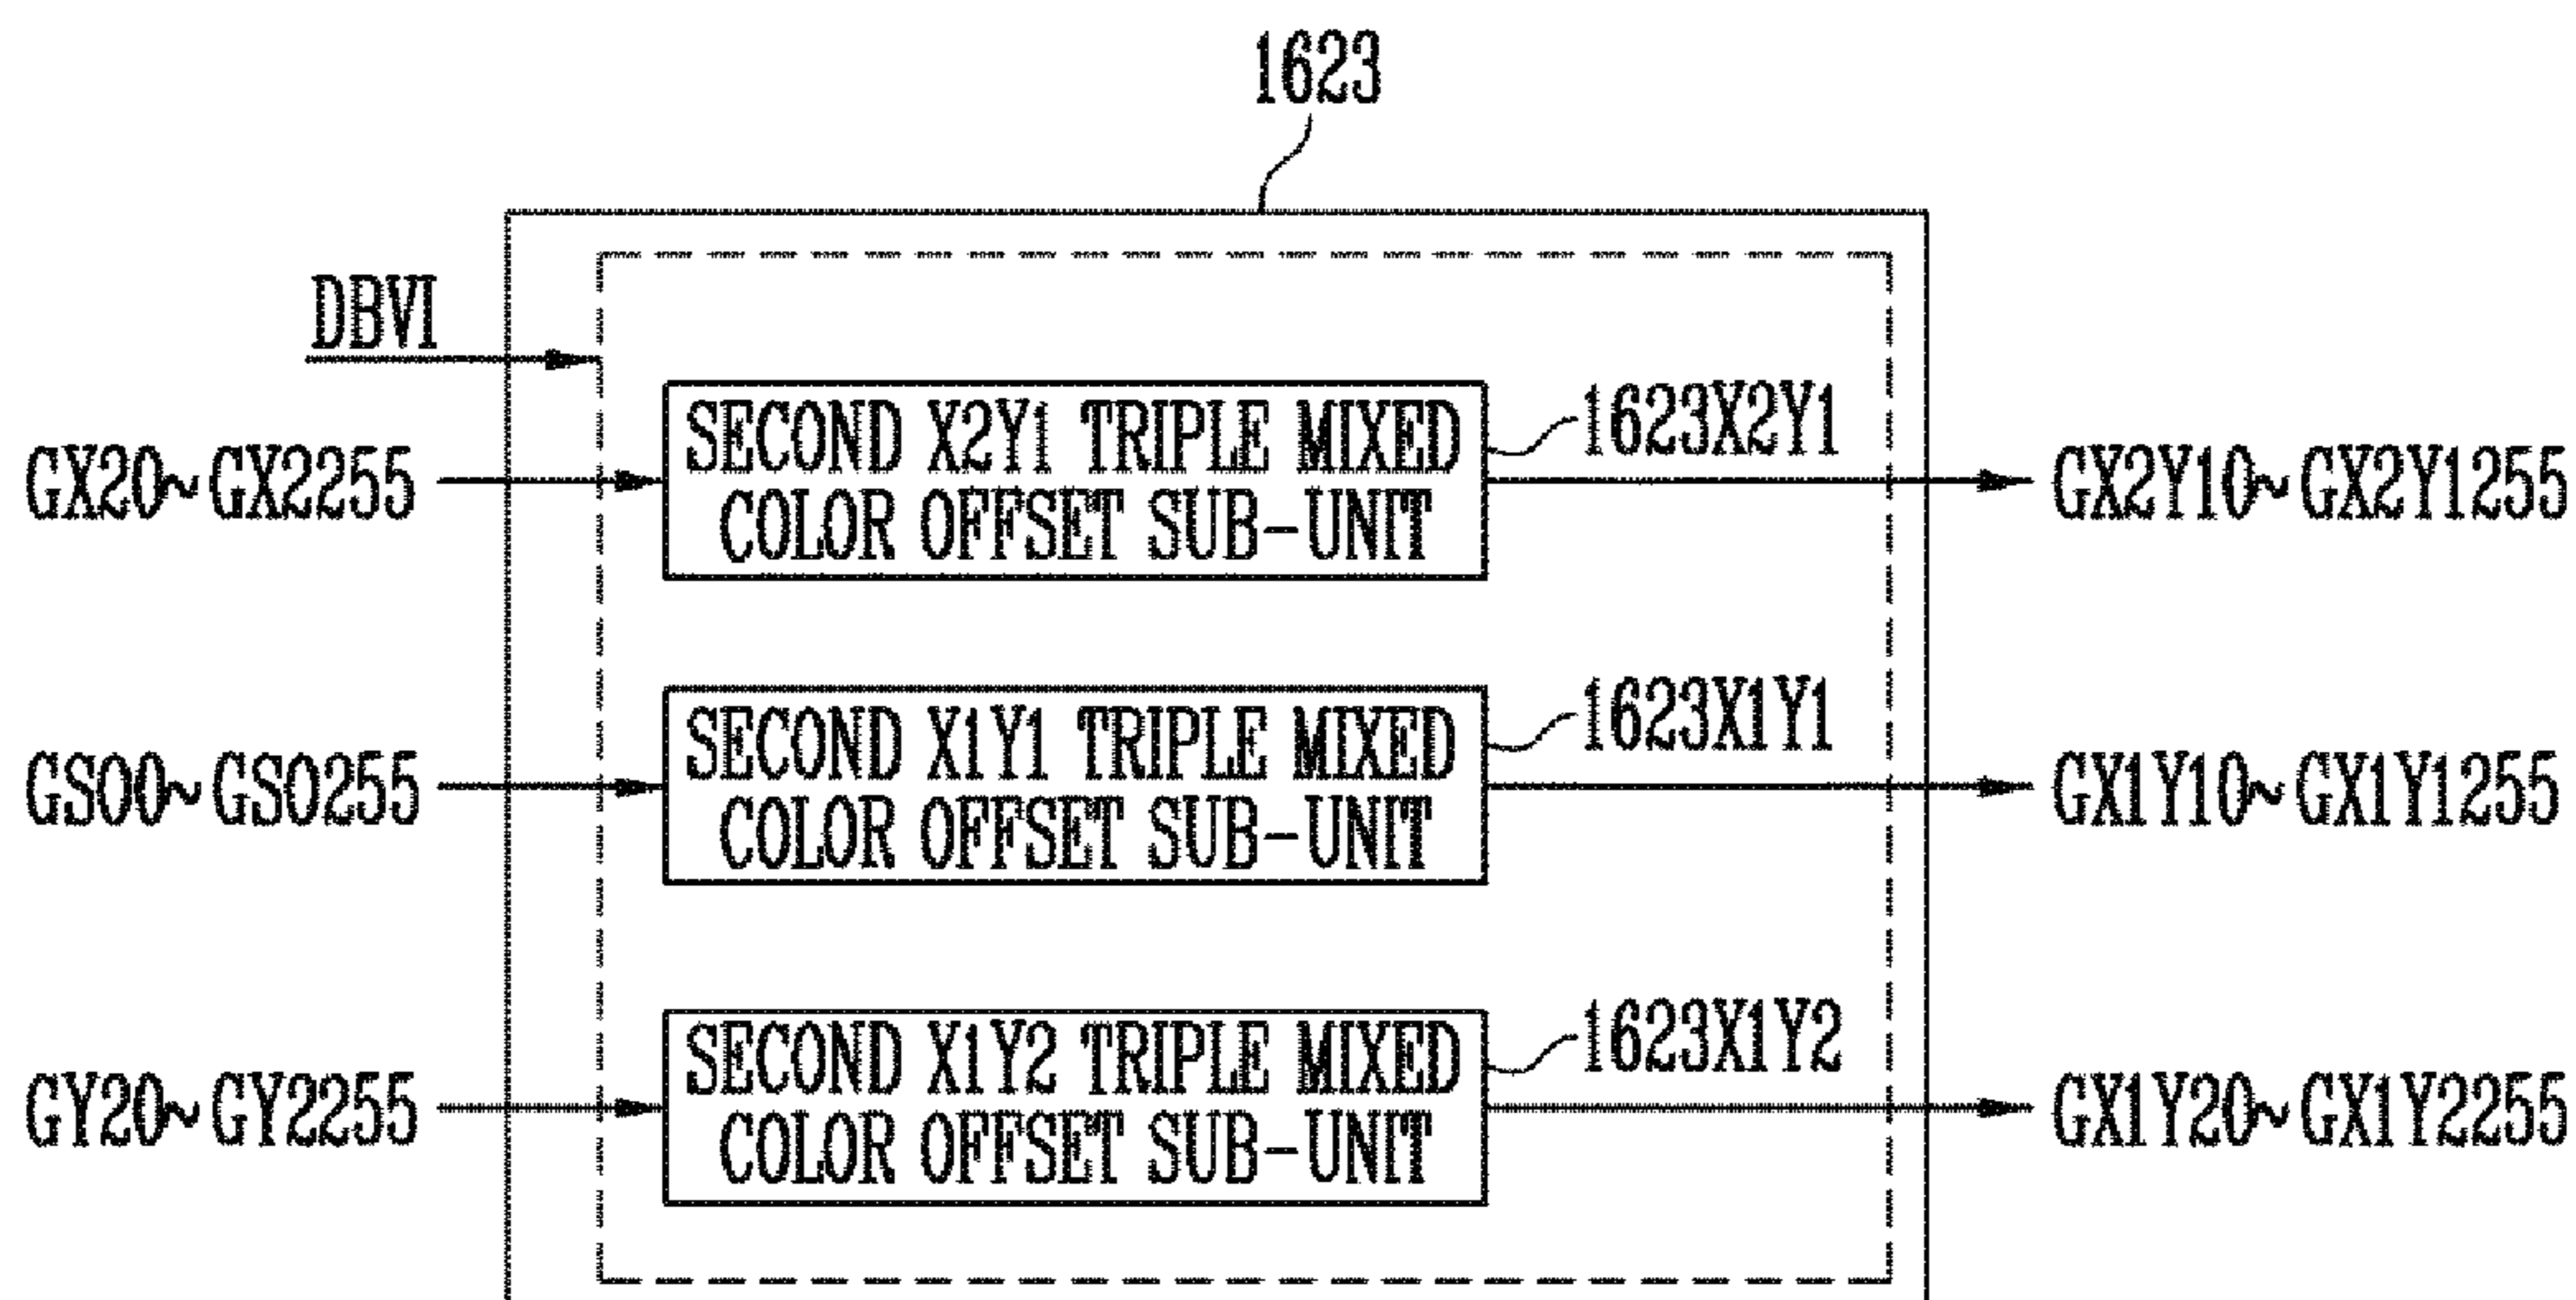 1623
DBVI
SECOND X2Y1 TRIPLE MIXED
COLOR OFFSET SUB-UNIT
1623X2Y1
GX20~GX2255
GX2Y10~GX2Y1255
SECOND X1Y1 TRIPLE MIXED
COLOR OFFSET SUB-UNIT
1623X1Y1
GSO0~GSO255
GX1Y10~GX1Y1255
SECOND X1Y2 TRIPLE MIXED
COLOR OFFSET SUB-UNIT
1623X1Y2
GY20~GY2255
GX1Y20~GX1Y2255